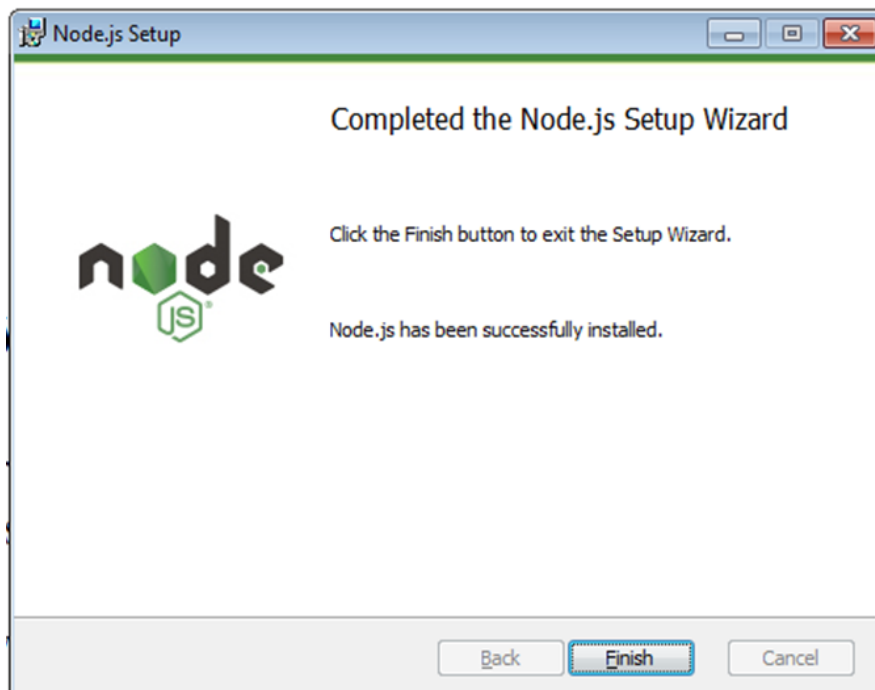 Node.js Setup
Completed the Node.js Setup Wizard
Click the Finish button to exit the Setup Wizard.
node
JS®
Node.js has been successfully installed.
Back
Finish
Cancel